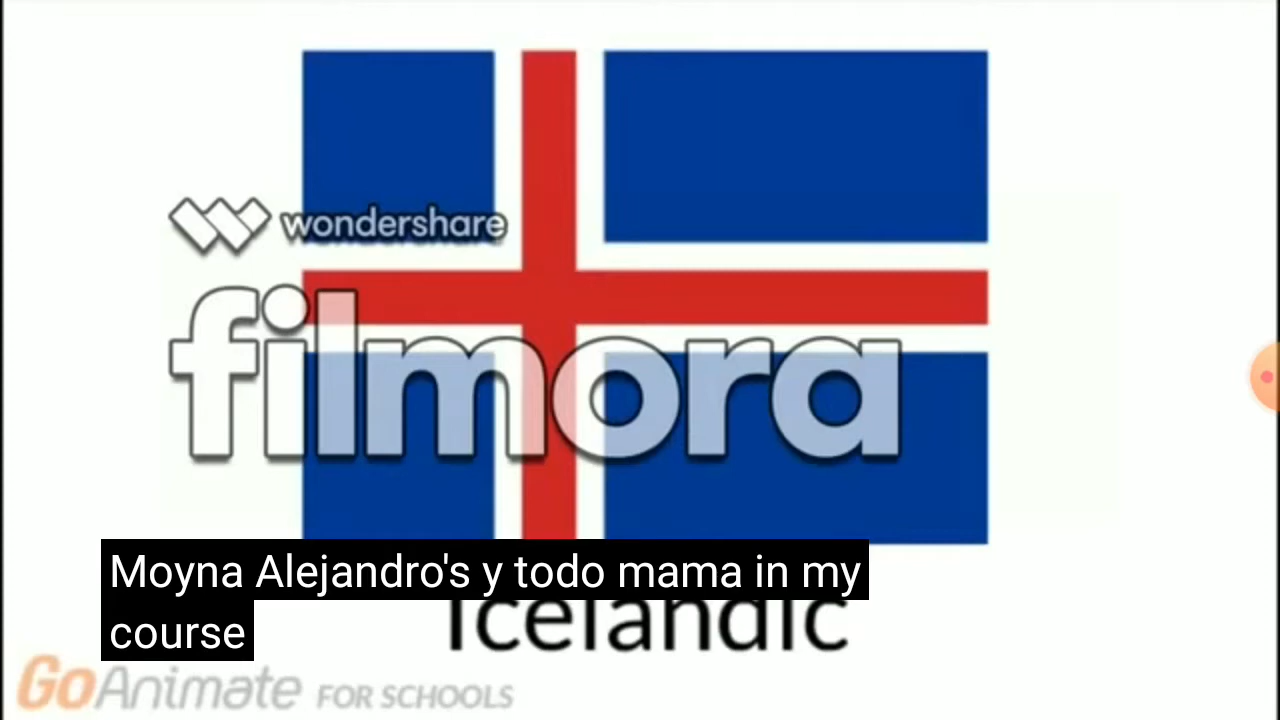 wondershare
filmora
Moyna Alejandro's y todo mama in my
course
Icelandic
GoAnimate FOR SCHOOLS